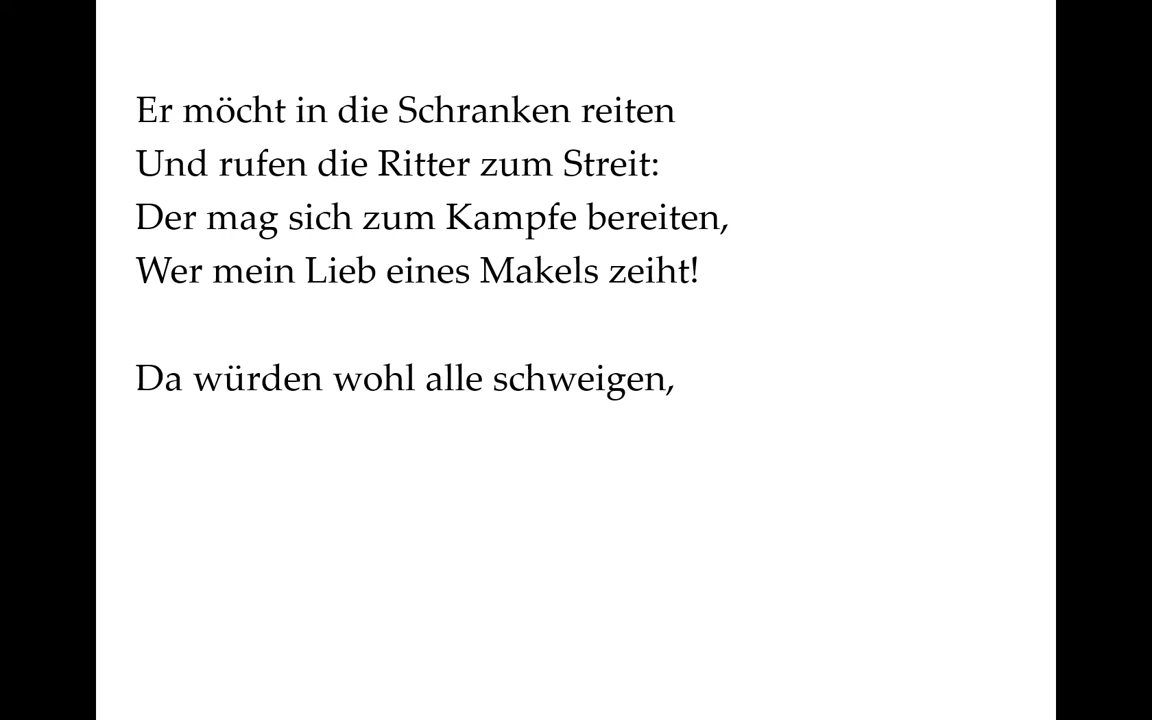 Er möcht in die Schranken reiten
Und rufen die Ritter zum Streit:
Der mag sich zum Kampfe bereiten,
Wer mein Lieb eines Makels zeiht!
Da würden wohl alle schweigen,